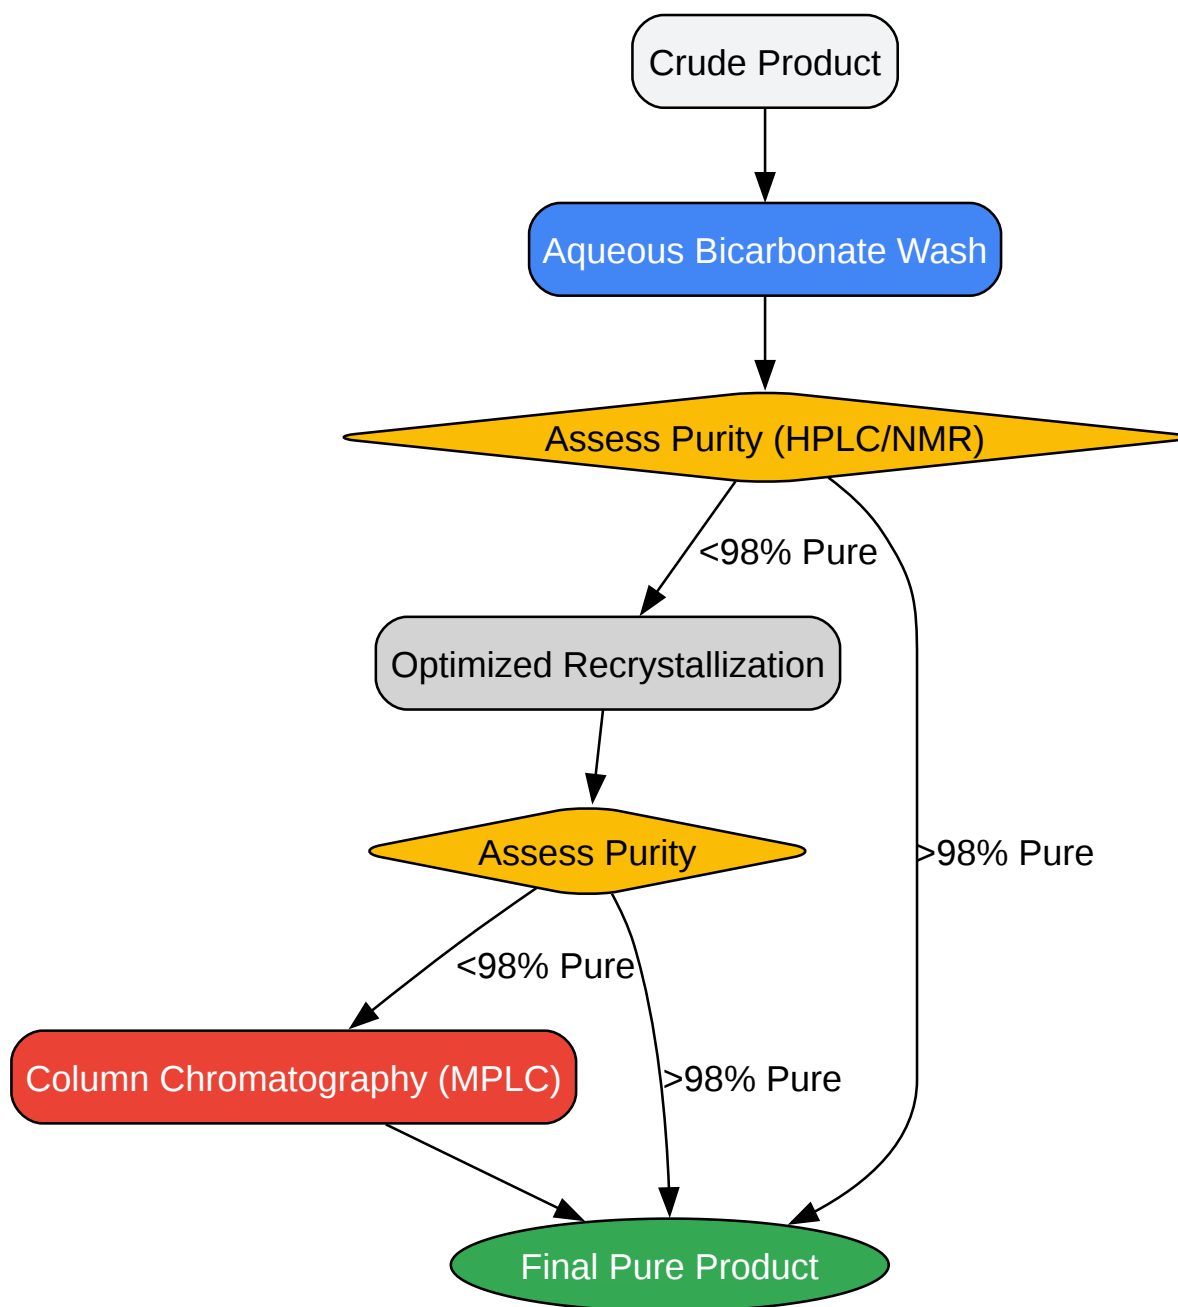 Crude Product
Aqueous Bicarbonate Wash
Assess Purity (HPLC/NMR)
<98% Pure
Optimized Recrystallization
Assess Purity
>98% Pure
<98% Pure
Column Chromatography (MPLC)
>98% Pure
Final Pure Product